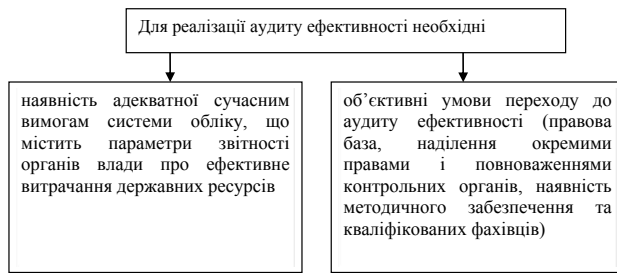 Для реалізації аудиту ефективності необхідні
наявність адекватної сучасним
вимогам системи обліку, що
містить параметри звітності
органів влади про ефективне
витрачання державних ресурсів
об’єктивні умови переходу до
аудиту ефективності (правова
база, наділення окремими
правами і повноваженнями
контрольних органів, наявність
методичного забезпечення та
кваліфікованих фахівців)